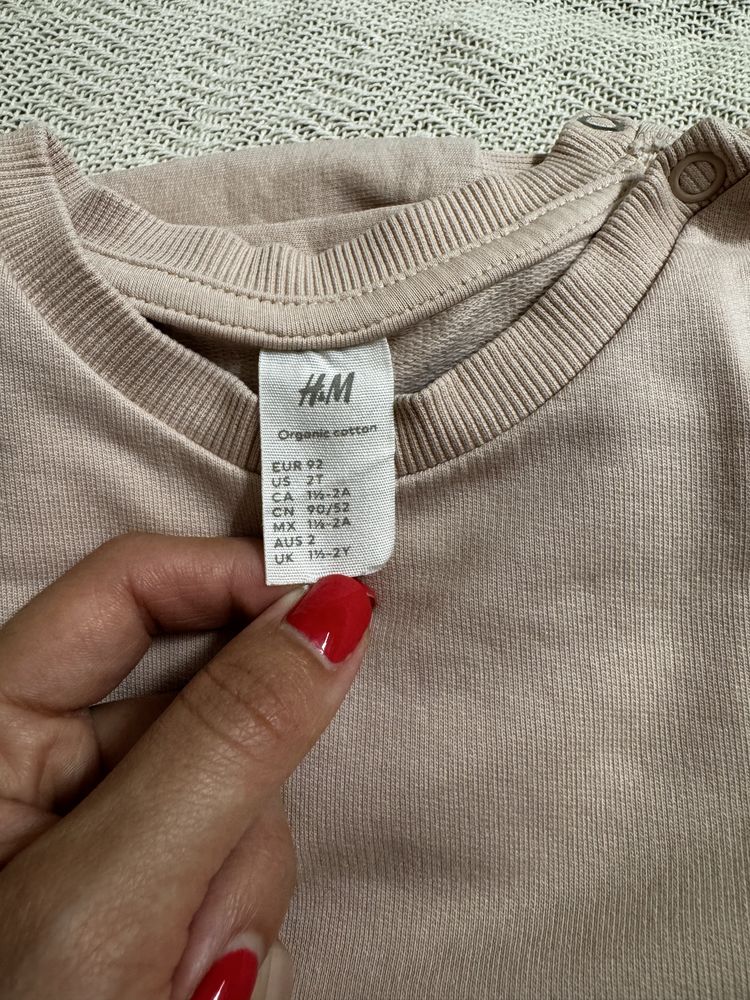 H&M
Organic cotton
EUR 92
US 2T
CA 1½-2A
CN 90/52
MX 1½-2A
AUS 2
UK 1½-2Y